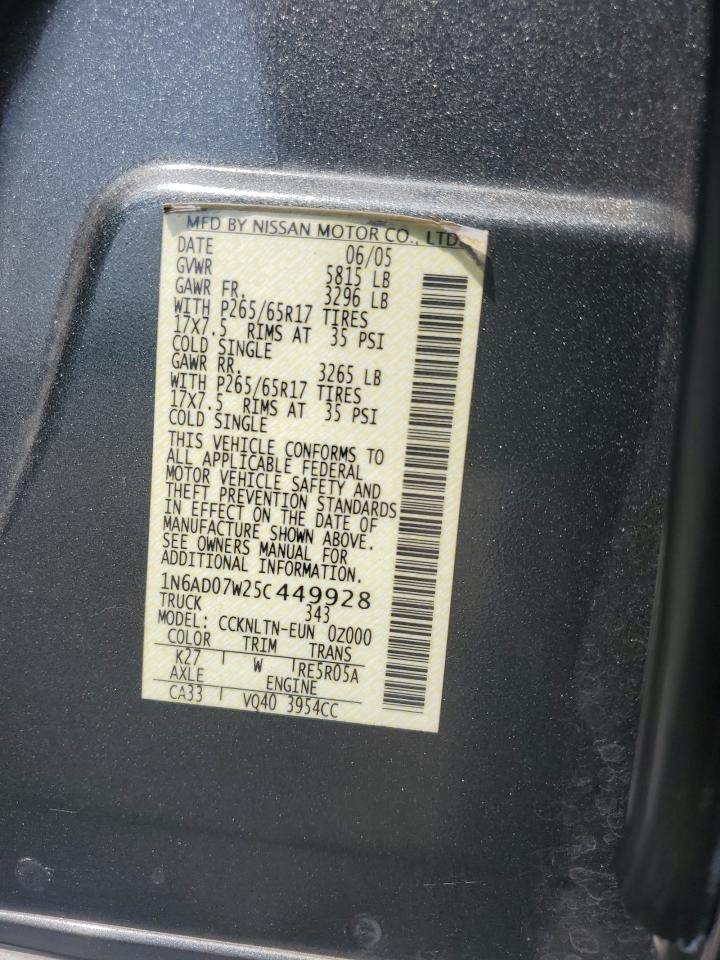 MFD BY NISSAN MOTOR CO., LTD.
DATE 06/05
GVWR 5815 LB
GAWR FR. 3296 LB
WITH P265/65R17 TIRES
17X7.5 RIMS AT 35 PSI
COLD SINGLE
GAWR RR. 3265 LB
WITH P265/65R17 TIRES
17X7.5 RIMS AT 35 PSI
COLD SINGLE
THIS VEHICLE CONFORMS TO
ALL APPLICABLE FEDERAL
MOTOR VEHICLE SAFETY AND
THEFT PREVENTION STANDARDS
IN EFFECT ON THE DATE OF
MANUFACTURE SHOWN ABOVE.
SEE OWNERS MANUAL FOR
ADDITIONAL INFORMATION.
1N6AD07W25C449928
TRUCK 343
MODEL: CCKNLTN-EUN 0Z000
COLOR TRIM TRANS
K27 W RE5R05A
AXLE ENGINE
CA33 VQ40 3954CC